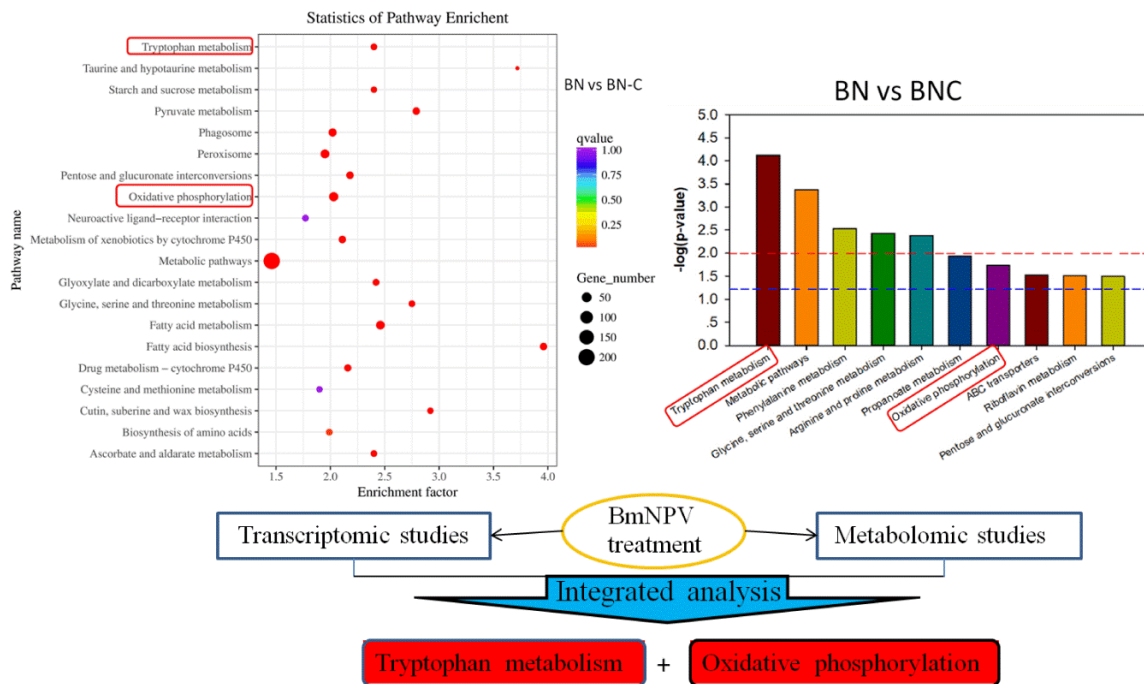 Statistics of Pathway Enrichent
Pathway name
Tryptophan metabolism
Taurine and hypotaurine metabolism
Starch and sucrose metabolism
Pyruvate metabolism
Phagosome
Peroxisome
Pentose and glucuronate interconversions
Oxidative phosphorylation
Neuroactive ligand−receptor interaction
Metabolism of xenobiotics by cytochrome P450
Metabolic pathways
Glyoxylate and dicarboxylate metabolism
Glycine, serine and threonine metabolism
Fatty acid metabolism
Fatty acid biosynthesis
Drug metabolism − cytochrome P450
Cysteine and methionine metabolism
Cutin, suberine and wax biosynthesis
Biosynthesis of amino acids
Ascorbate and aldarate metabolism
1.5 2.0 2.5 3.0 3.5 4.0
Enrichment factor
BN vs BN-C
qvalue
1.00
0.75
0.50
0.25
Gene_number
50
100
150
200
BN vs BNC
-log(p-value)
5.0
4.5
4.0
3.5
3.0
2.5
2.0
1.5
1.0
.5
0.0
Tryptophan metabolism
Metabolic pathways
Phenylalanine metabolism
Glycine, serine and threonine metabolism
Arginine and proline metabolism
Propanoate metabolism
Oxidative phosphorylation
ABC transporters
Riboflavin metabolism
Pentose and glucuronate interconversions
Transcriptomic studies
BmNPV
treatment
Metabolomic studies
Integrated analysis
Tryptophan metabolism + Oxidative phosphorylation